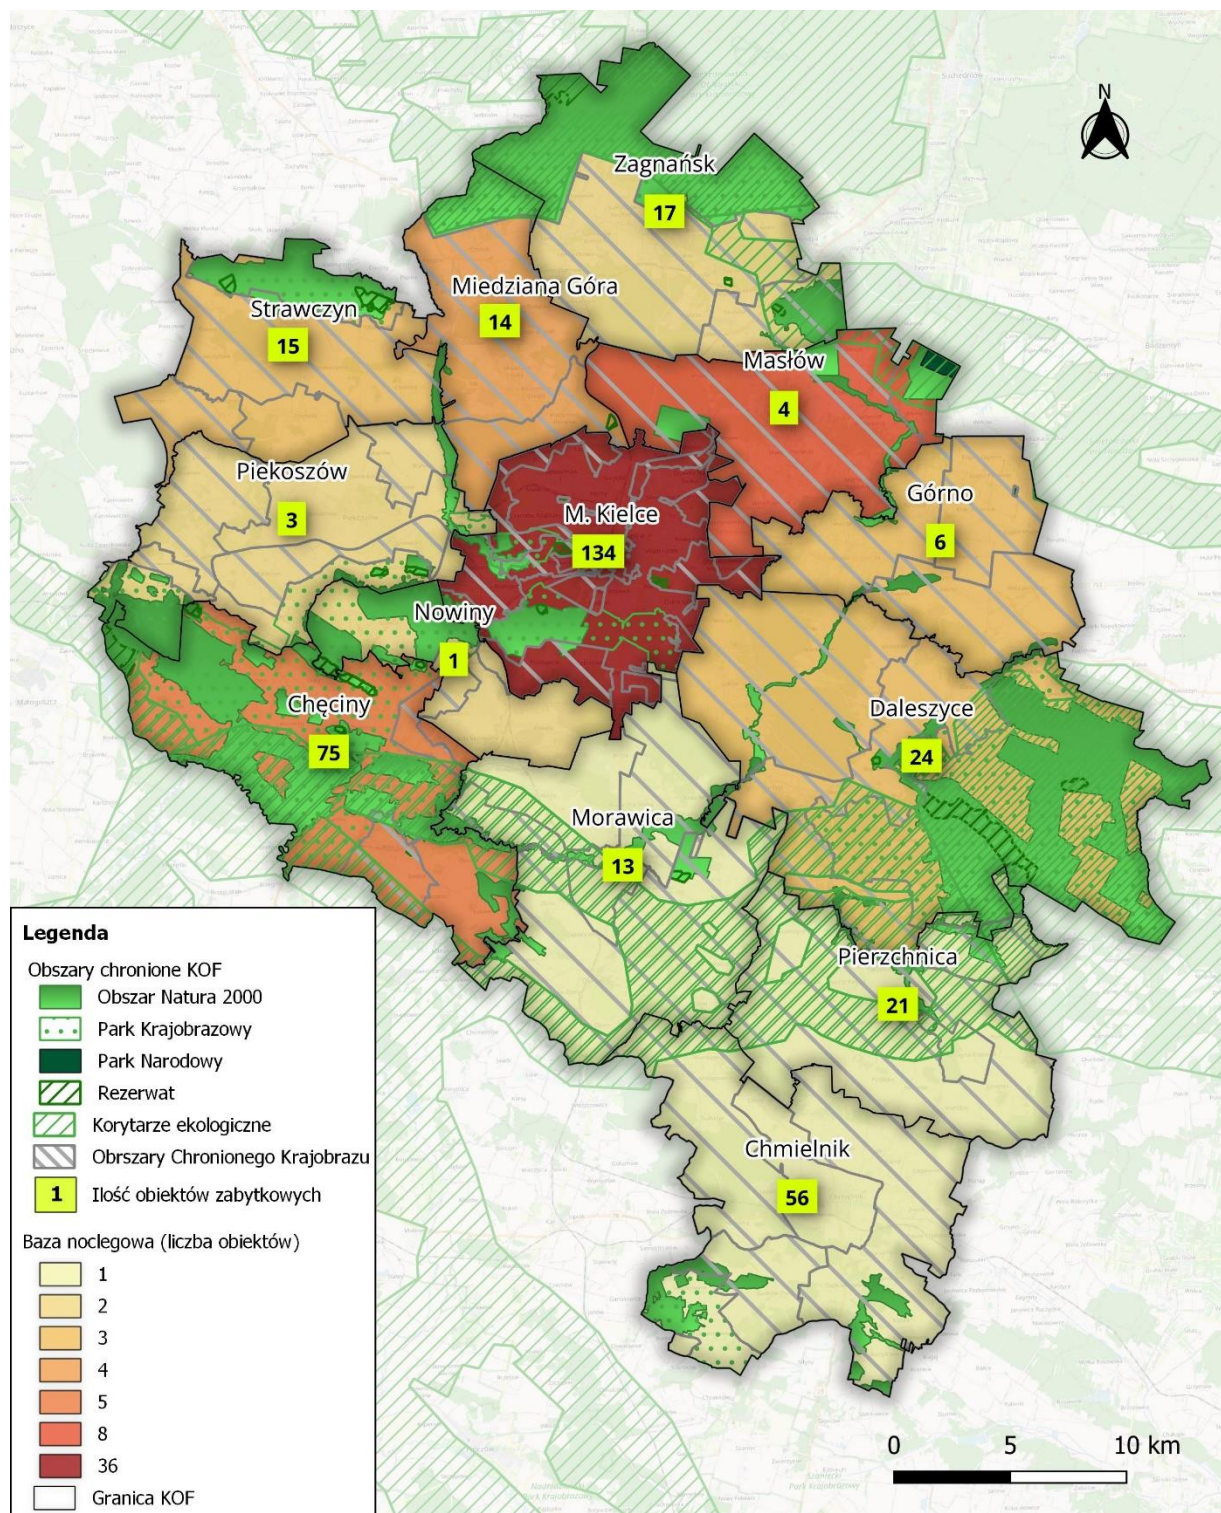 N
Zagnańsk
17
Miedziana Góra
14
Strawczyn
15
Masłów
4
Piekoszów
3
Górno
6
M. Kielce
134
Nowiny
1
Chęciny
75
Daleszyce
24
Morawica
13
Pierzchnica
21
Chmielnik
56
Legenda
Obszary chronione KOF
Obszar Natura 2000
Park Krajobrazowy
Park Narodowy
Rezerwat
Korytarze ekologiczne
Obrszary Chronionego Krajobrazu
1 Ilość obiektów zabytkowych
Baza noclegowa (liczba obiektów)
1
2
3
4
5
8
36
Granica KOF
0 5 10 km